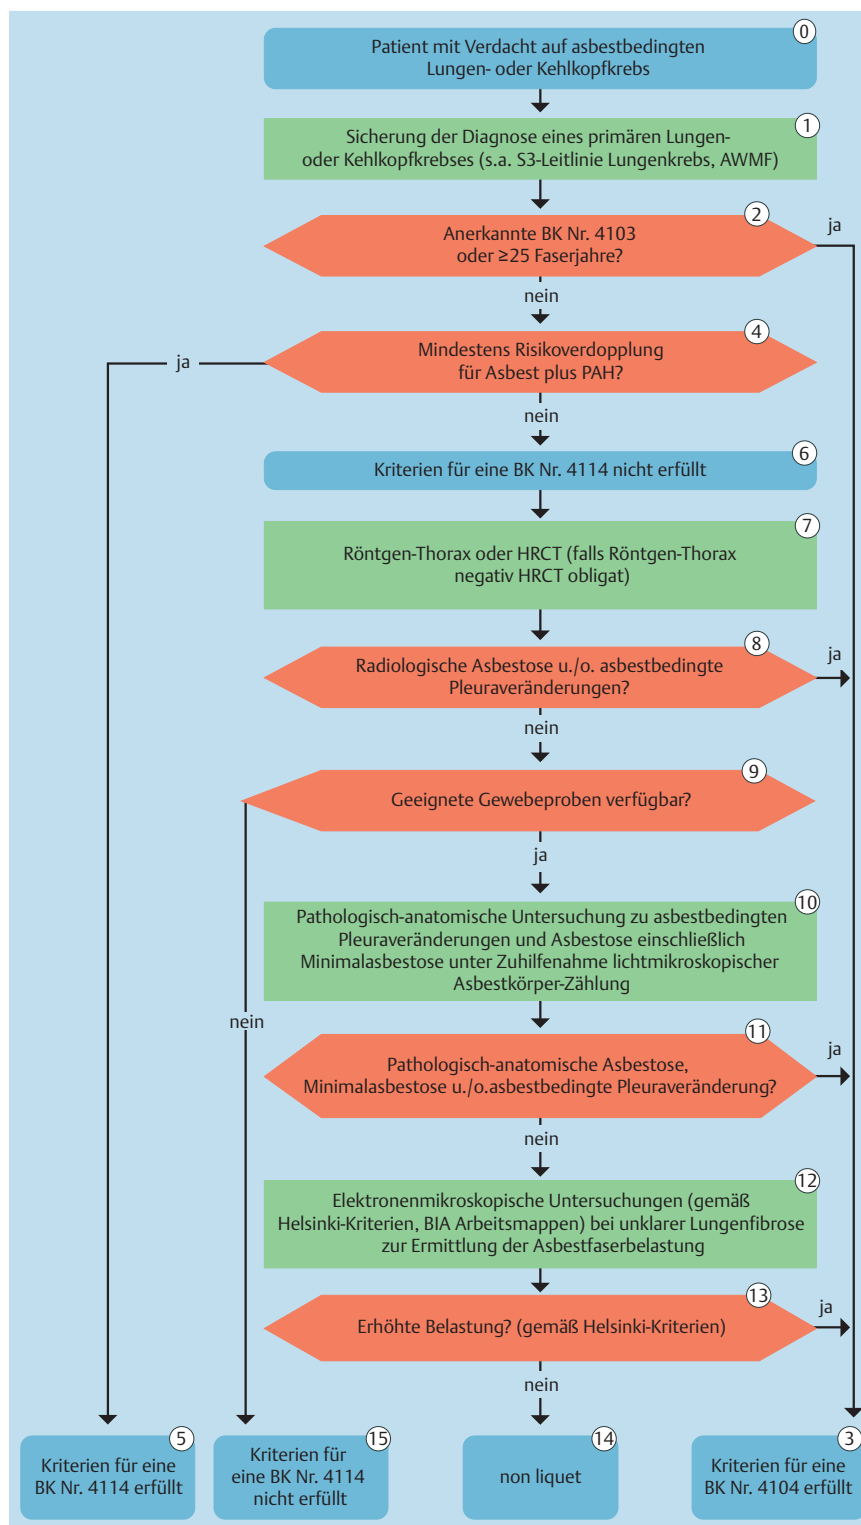 0
Patient mit Verdacht auf asbestbedingten
Lungen- oder Kehlkopfkrebs
1
Sicherung der Diagnose eines primären Lungen-
oder Kehlkopfkrebses (s.a. S3-Leitlinie Lungenkrebs, AWMF)
2
Anerkannte BK Nr. 4103
oder ≥25 Faserjahre?
ja
nein
4
Mindestens Risikoverdopplung
für Asbest plus PAH?
ja
nein
6
Kriterien für eine BK Nr. 4114 nicht erfüllt
7
Röntgen-Thorax oder HRCT (falls Röntgen-Thorax
negativ HRCT obligat)
8
Radiologische Asbestose u./o. asbestbedingte
Pleuraveränderungen?
ja
nein
9
Geeignete Gewebeproben verfügbar?
ja
10
Pathologisch-anatomische Untersuchung zu asbestbedingten
Pleuraveränderungen und Asbestose einschließlich
Minimalasbestose unter Zuhilfenahme lichtmikroskopischer
Asbestkörper-Zählung
nein
11
Pathologisch-anatomische Asbestose,
Minimalasbestose u./o.asbestbedingte Pleuraveränderung?
ja
nein
12
Elektronenmikroskopische Untersuchungen (gemäß
Helsinki-Kriterien, BIA Arbeitsmappen) bei unklarer Lungenfibrose
zur Ermittlung der Asbestfaserbelastung
13
Erhöhte Belastung? (gemäß Helsinki-Kriterien)
ja
nein
5
Kriterien für eine
BK Nr. 4114 erfüllt
15
Kriterien für
eine BK Nr. 4114
nicht erfüllt
14
non liquet
3
Kriterien für eine
BK Nr. 4104 erfüllt